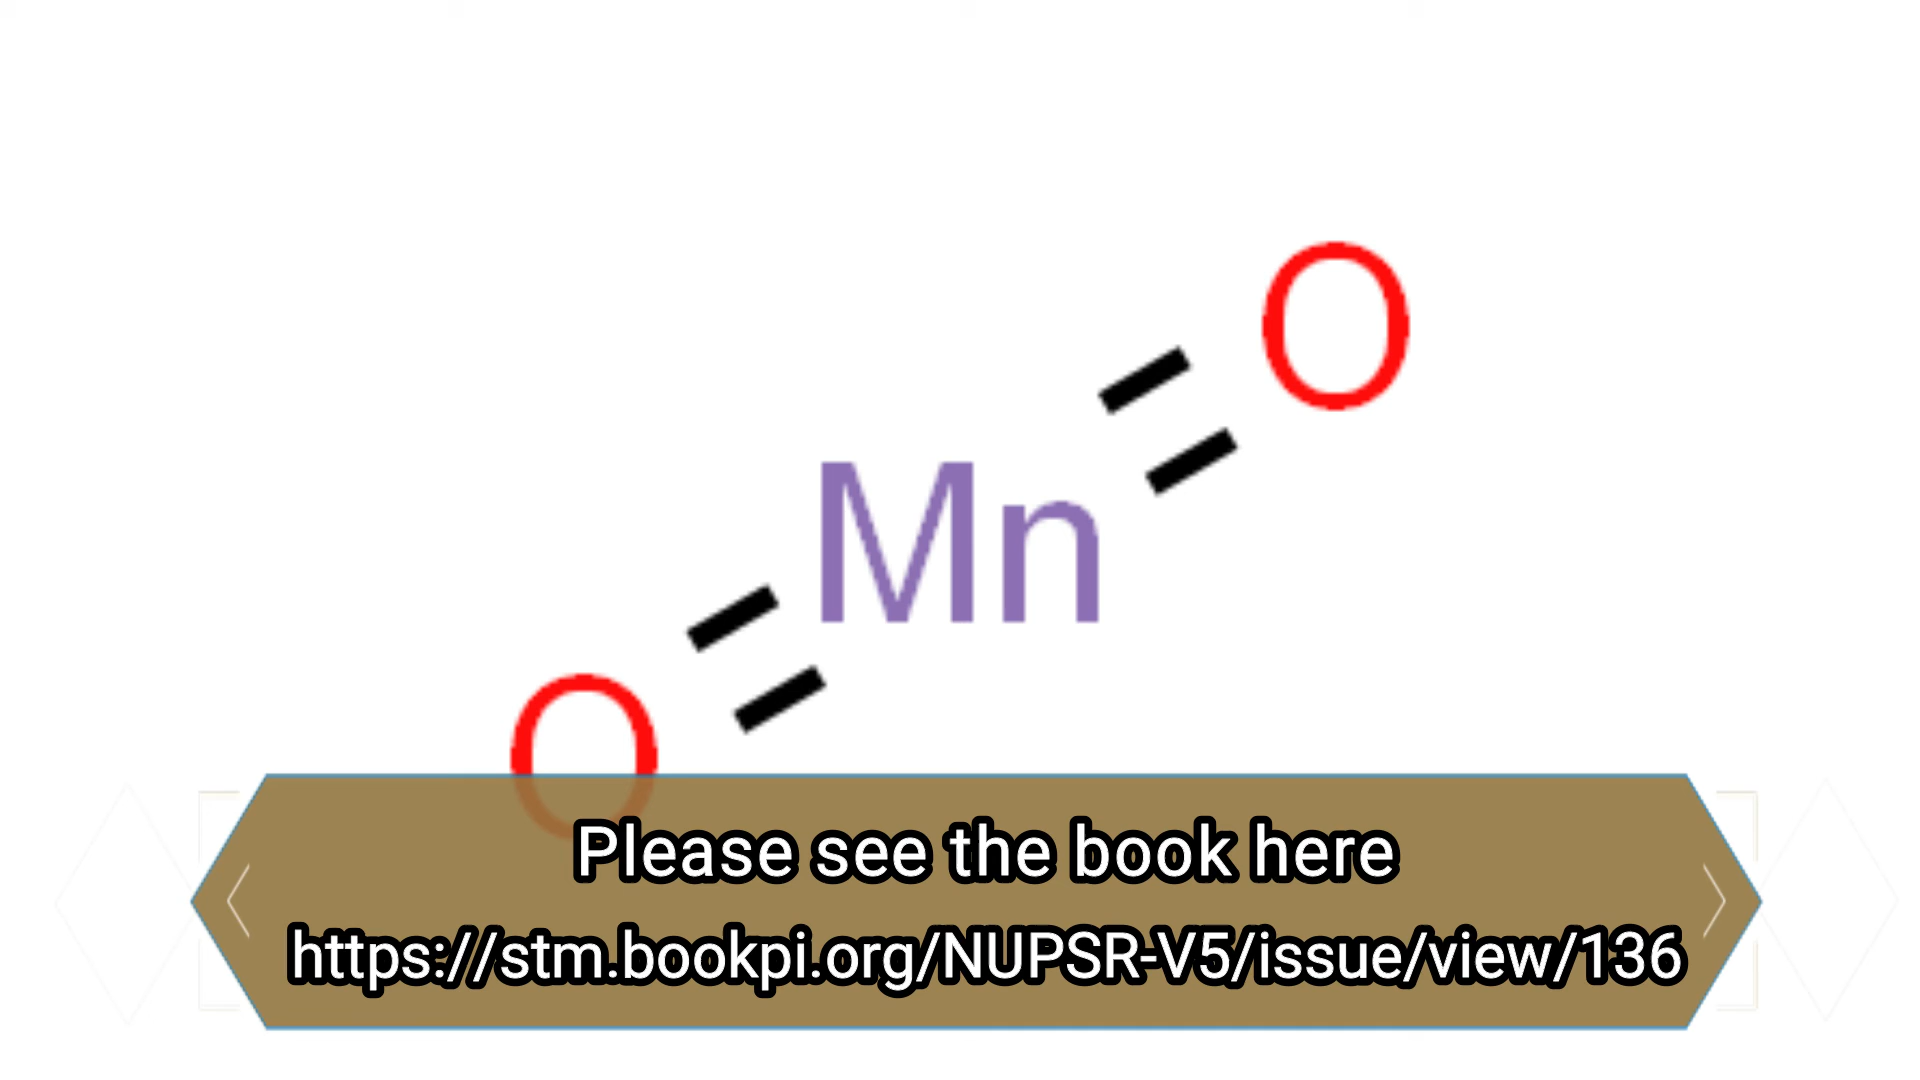 O
Mn
O
Please see the book here
https://stm.bookpi.org/NUPSR-V5/issue/view/136